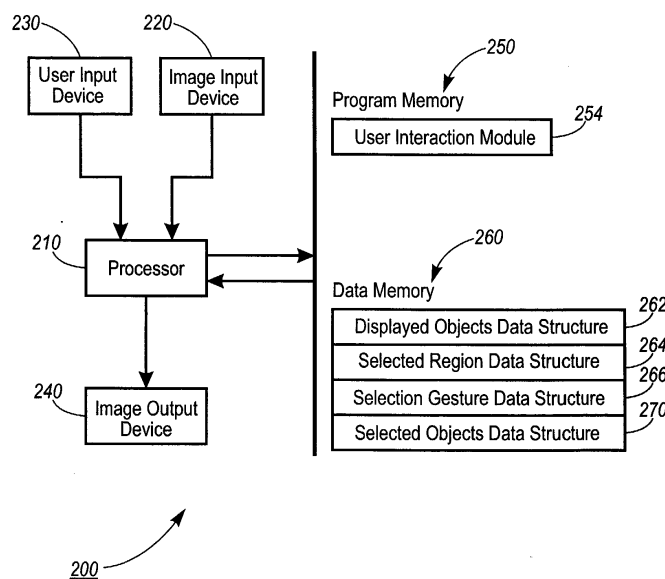 230
220
User Input
Device
Image Input
Device
250
Program Memory
254
User Interaction Module
210
Processor
260
Data Memory
262
Displayed Objects Data Structure
264
Selected Region Data Structure
266
Selection Gesture Data Structure
270
Selected Objects Data Structure
240
Image Output
Device
200